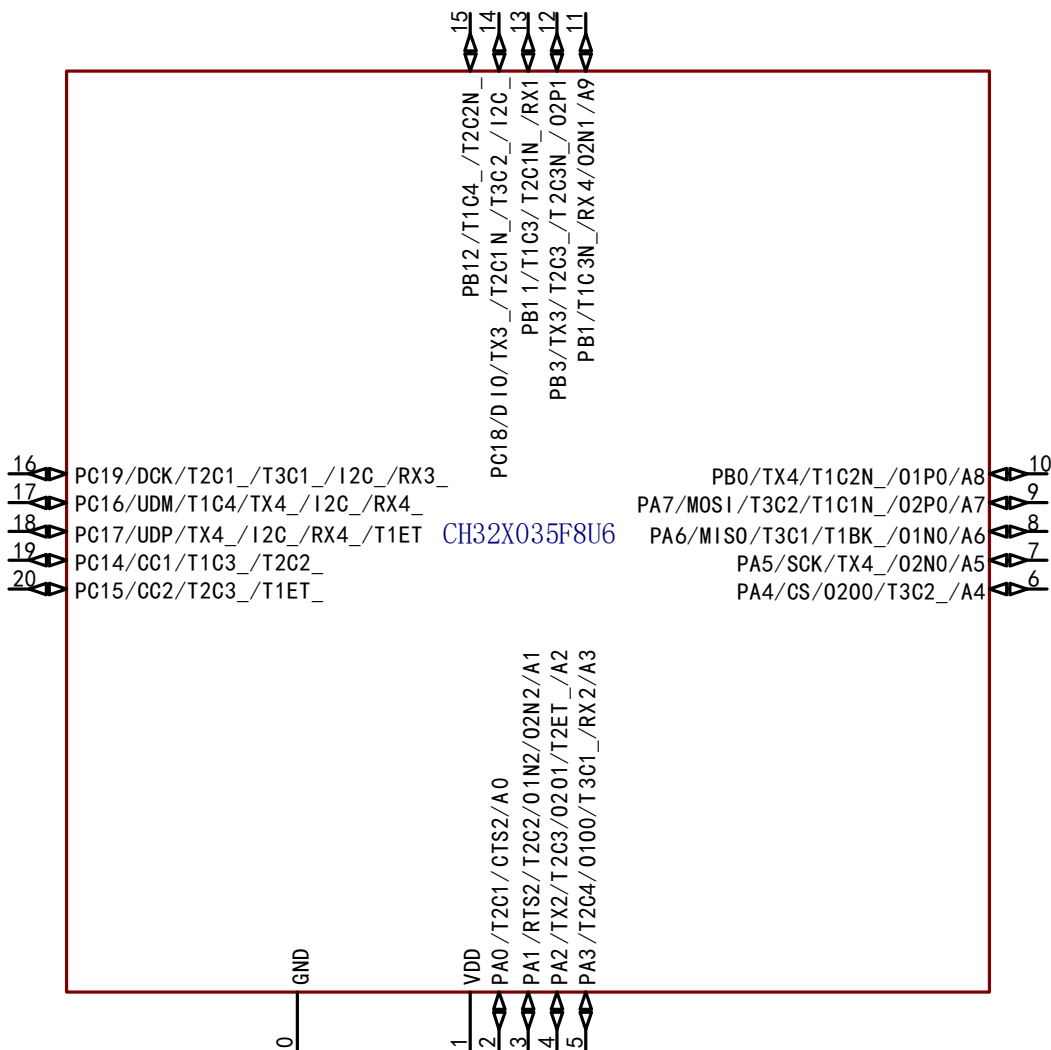 15
14
13
12
11
PB12/T1C4_/T2C2N_
PC18/DIO/TX3_/T2C1N_/T3C2_/I2C_
PB11/T1C3/T2C1N_/RX1
PB3/TX3/T2C3_/T2C3N_/O2P1
PB1/T1C3N_/RX4/O2N1/A9
16
PC19/DCK/T2C1_/T3C1_/I2C_/RX3_
17
PC16/UDM/T1C4/TX4_/I2C_/RX4_
18
PC17/UDP/TX4_/I2C_/RX4_/T1ET
19
PC14/CC1/T1C3_/T2C2_
20
PC15/CC2/T2C3_/T1ET_
CH32X035F8U6
PB0/TX4/T1C2N_/O1P0/A8
10
PA7/MOSI/T3C2/T1C1N_/O2P0/A7
9
PA6/MISO/T3C1/T1BK_/O1N0/A6
8
PA5/SCK/TX4_/O2N0/A5
7
PA4/CS/O2O0/T3C2_/A4
6
GND
VDD
PA0/T2C1/CTS2/A0
PA1/RTS2/T2C2/O1N2/O2N2/A1
PA2/TX2/T2C3/O2O1/T2ET_/A2
PA3/T2C4/O1O0/T3C1_/RX2/A3
0
1
2
3
4
5